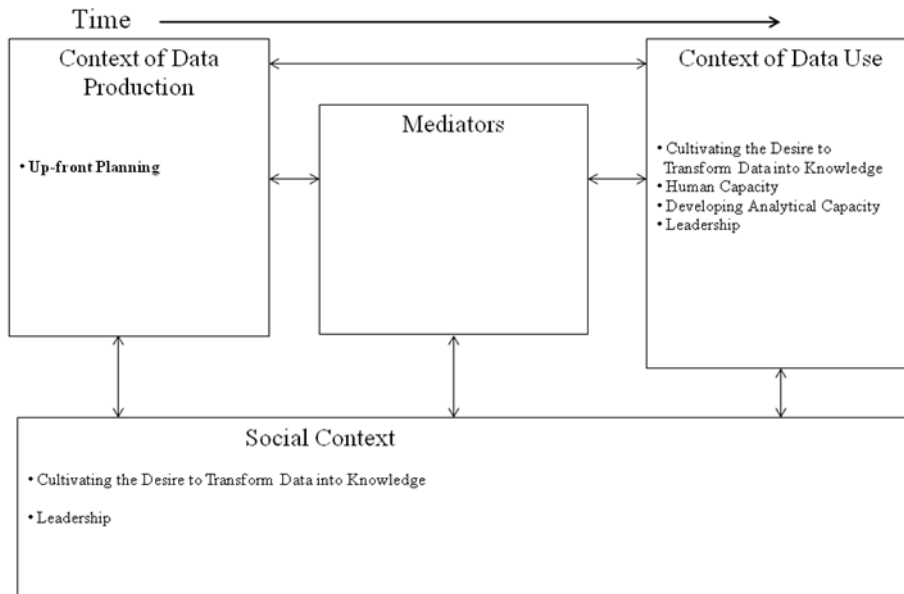 Time
Context of Data
Production
• Up-front Planning
Mediators
Context of Data Use
• Cultivating the Desire to
Transform Data into Knowledge
• Human Capacity
• Developing Analytical Capacity
• Leadership
Social Context
• Cultivating the Desire to Transform Data into Knowledge
• Leadership